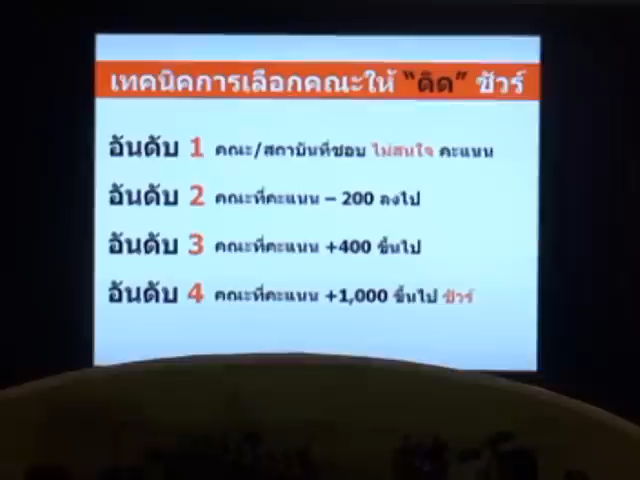 เทคนิคการเลือกคณะให้ “ติด” ชัวร์
อันดับ 1 คณะ/สถาบันที่ชอบ ไม่สนใจ คะแนน
อันดับ 2 คณะที่คะแนน – 200 ลงไป
อันดับ 3 คณะที่คะแนน +400 ขึ้นไป
อันดับ 4 คณะที่คะแนน +1,000 ขึ้นไป ชัวร์